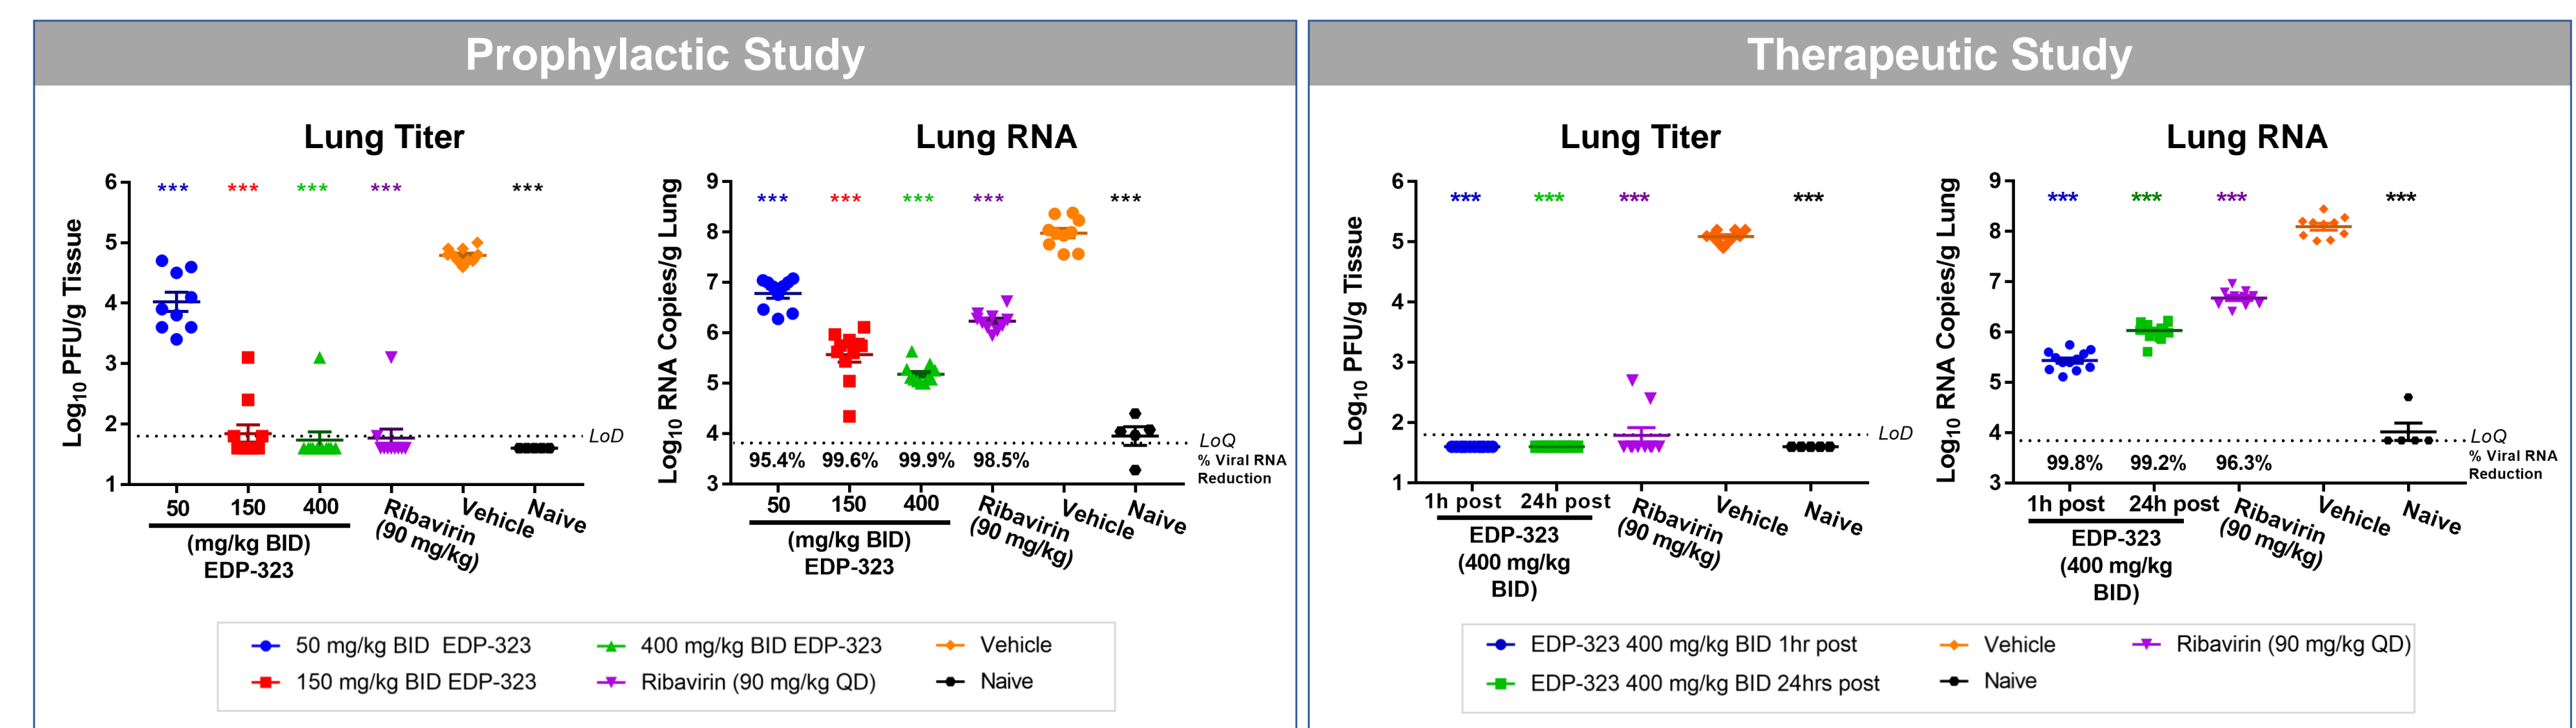 Prophylactic Study
Lung Titer
Log10 PFU/g Tissue
6
5
4
3
2
1
*** *** *** *** ***
LoD
50 150 400 Ribavirin (90 mg/kg) Vehicle Naive
(mg/kg BID)
EDP-323
Lung RNA
Log10 RNA Copies/g Lung
9
8
7
6
5
4
3
*** *** *** *** ***
LoQ
95.4% 99.6% 99.9% 98.5% % Viral RNA
Reduction
50 150 400 Ribavirin (90 mg/kg) Vehicle Naive
(mg/kg BID)
EDP-323
50 mg/kg BID EDP-323 400 mg/kg BID EDP-323 Vehicle
150 mg/kg BID EDP-323 Ribavirin (90 mg/kg QD) Naive
Therapeutic Study
Lung Titer
Log10 PFU/g Tissue
6
5
4
3
2
1
*** *** *** ***
LoD
1h post 24h post Ribavirin (90 mg/kg) Vehicle Naive
EDP-323
(400 mg/kg
BID)
Lung RNA
Log10 RNA Copies/g Lung
9
8
7
6
5
4
3
*** *** *** ***
LoQ
99.8% 99.2% 96.3% % Viral RNA
Reduction
1h post 24h post Ribavirin (90 mg/kg) Vehicle Naive
EDP-323
(400 mg/kg
BID)
EDP-323 400 mg/kg BID 1hr post Vehicle Ribavirin (90 mg/kg QD)
EDP-323 400 mg/kg BID 24hrs post Naive